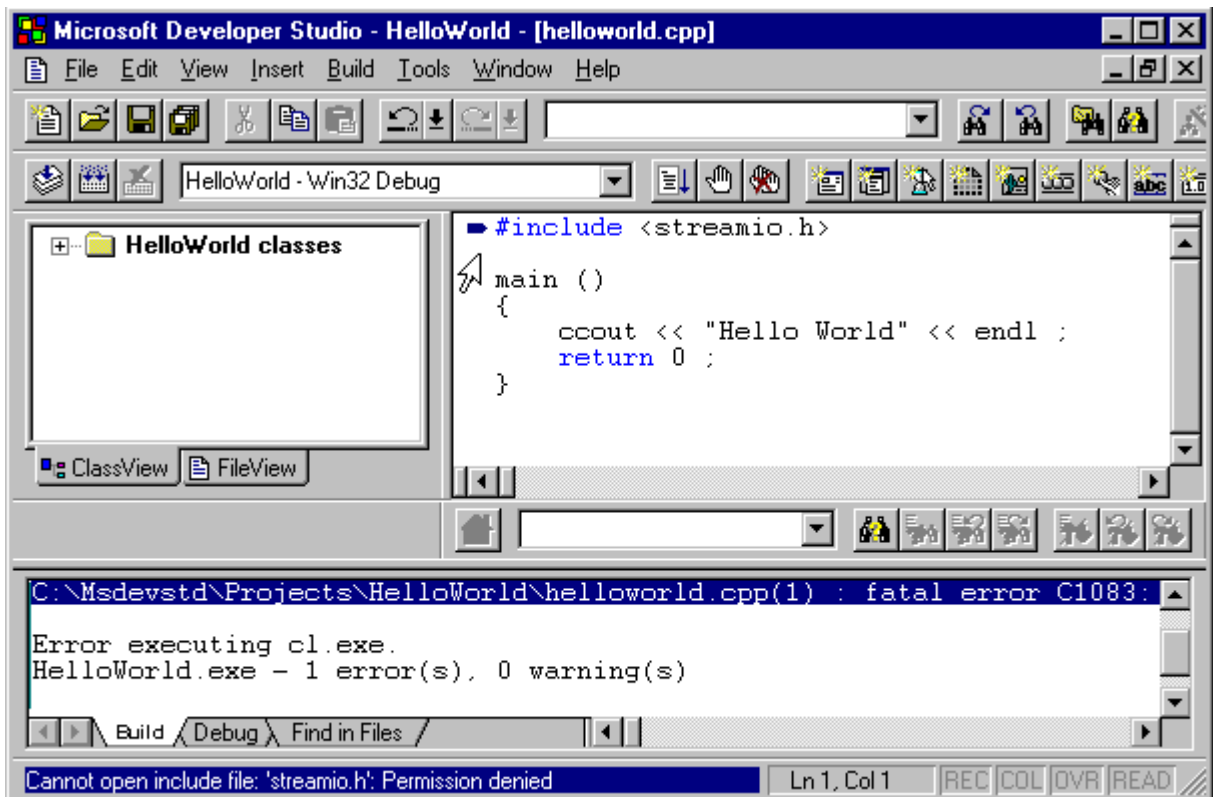 Microsoft Developer Studio - HelloWorld - [helloworld.cpp]
File Edit View Insert Build Tools Window Help
HelloWorld - Win32 Debug
abc
1.0
HelloWorld classes
#include <streamio.h>
main ()
{
ccout << "Hello World" << endl ;
return 0 ;
}
ClassView FileView
C:\Msdevstd\Projects\HelloWorld\helloworld.cpp(1) : fatal error C1083:
Error executing cl.exe.
HelloWorld.exe - 1 error(s), 0 warning(s)
Build Debug Find in Files
Cannot open include file: 'streamio.h': Permission denied Ln 1, Col 1 REC COL OVR READ